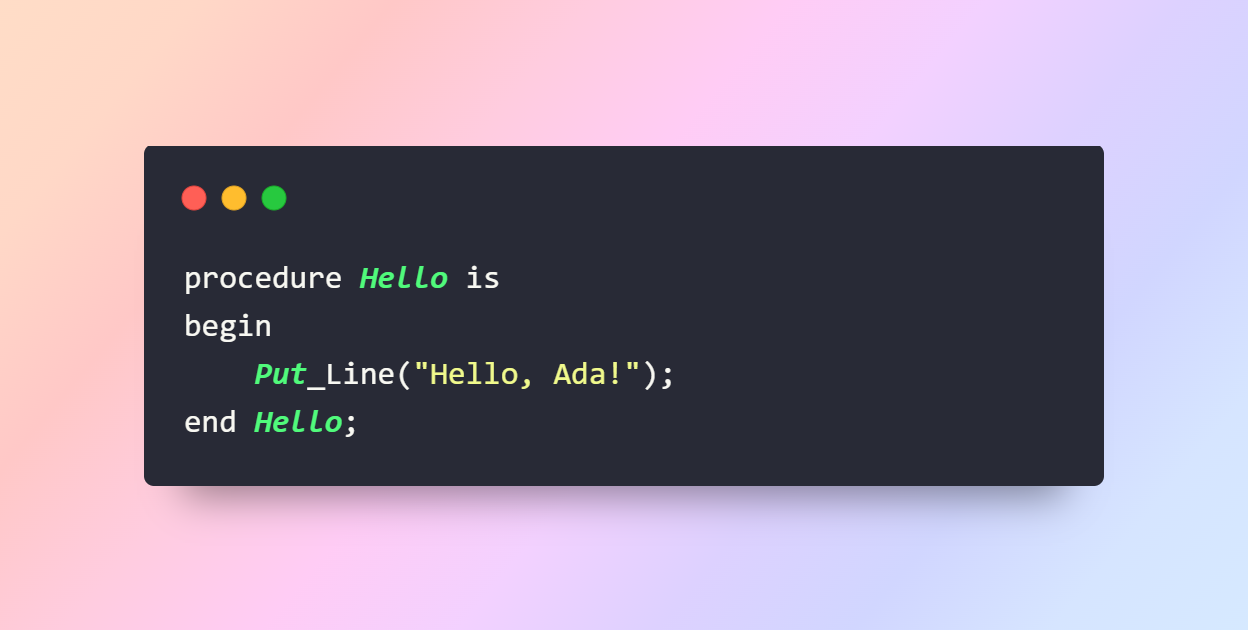 procedure Hello is
begin
    Put_Line("Hello, Ada!");
end Hello;